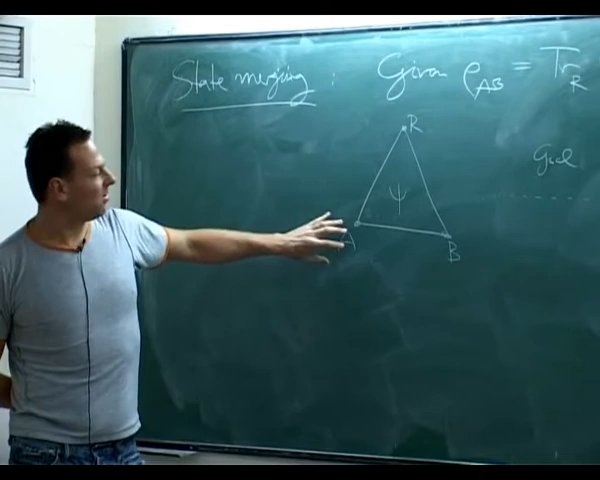 State merging : Given ρ_AB = Tr_R
R
Goal
ψ
A
B